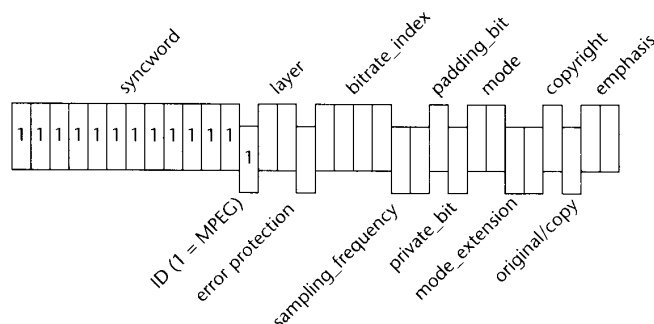 syncword
layer
bitrate_index
padding_bit
mode
copyright
emphasis
1 1 1 1 1 1 1 1 1 1 1 1
1
ID (1 = MPEG)
error protection
sampling_frequency
private_bit
mode_extension
original/copy